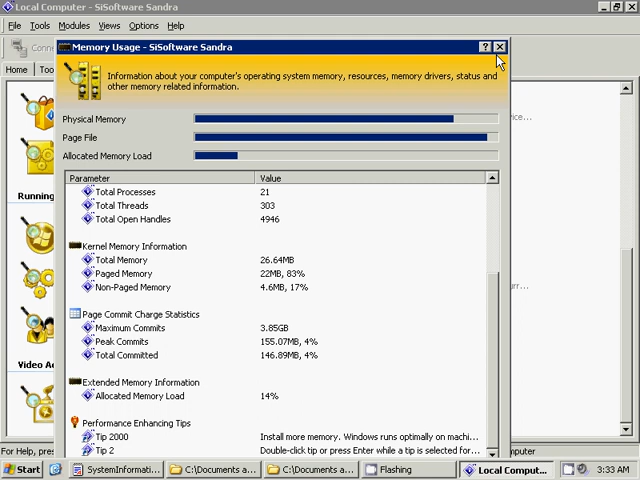 Local Computer - SiSoftware Sandra
File Tools Modules Views Options Help
Home
Memory Usage - SiSoftware Sandra
Information about your computer's operating system memory, resources, memory drivers, status and
other memory related information.
Physical Memory
Page File
Allocated Memory Load
Parameter Value
Total Processes 21
Total Threads 303
Total Open Handles 4946
Kernel Memory Information
Total Memory 26.64MB
Paged Memory 22MB, 83%
Non-Paged Memory 4.6MB, 17%
Page Commit Charge Statistics
Maximum Commits 3.85GB
Peak Commits 155.07MB, 4%
Total Committed 146.89MB, 4%
Extended Memory Information
Allocated Memory Load 14%
Performance Enhancing Tips
Tip 2000 Install more memory. Windows runs optimally on machi...
Tip 2 Double-click tip or press Enter while a tip is selected for...
Running
For Help, press
Start SystemInformati... C:\Documents a... C:\Documents a... Flashing Local Comput... 3:33 AM